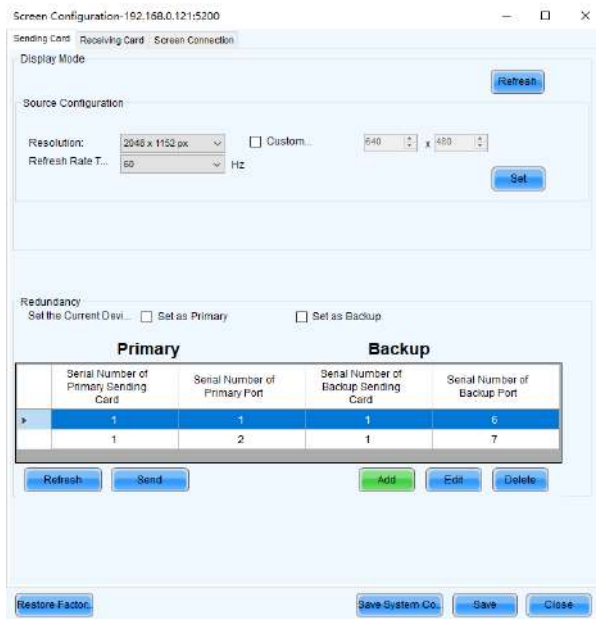 Screen Configuration-192.168.0.121:5200
Sending Card Receiving Card Screen Connection
Display Mode
Refresh
Source Configuration
Resolution: 2048 x 1152 px Custom... 640 x 480
Refresh Rate T... 60 Hz
Set
Redundancy
Set the Current Devi... Set as Primary Set as Backup
Primary Backup
Serial Number of Primary Sending Card Serial Number of Primary Port Serial Number of Backup Sending Card Serial Number of Backup Port
1 1 1 6
1 2 1 7
Refresh Send Add Edit Delete
Restore Factor.. Save System Co.. Save Close